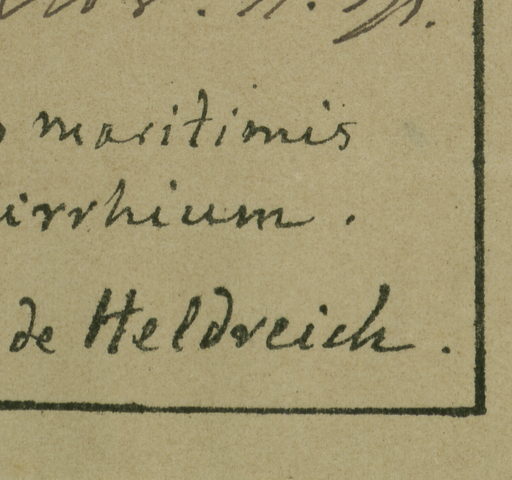 maritimis
irrhium.
de Heldreich.